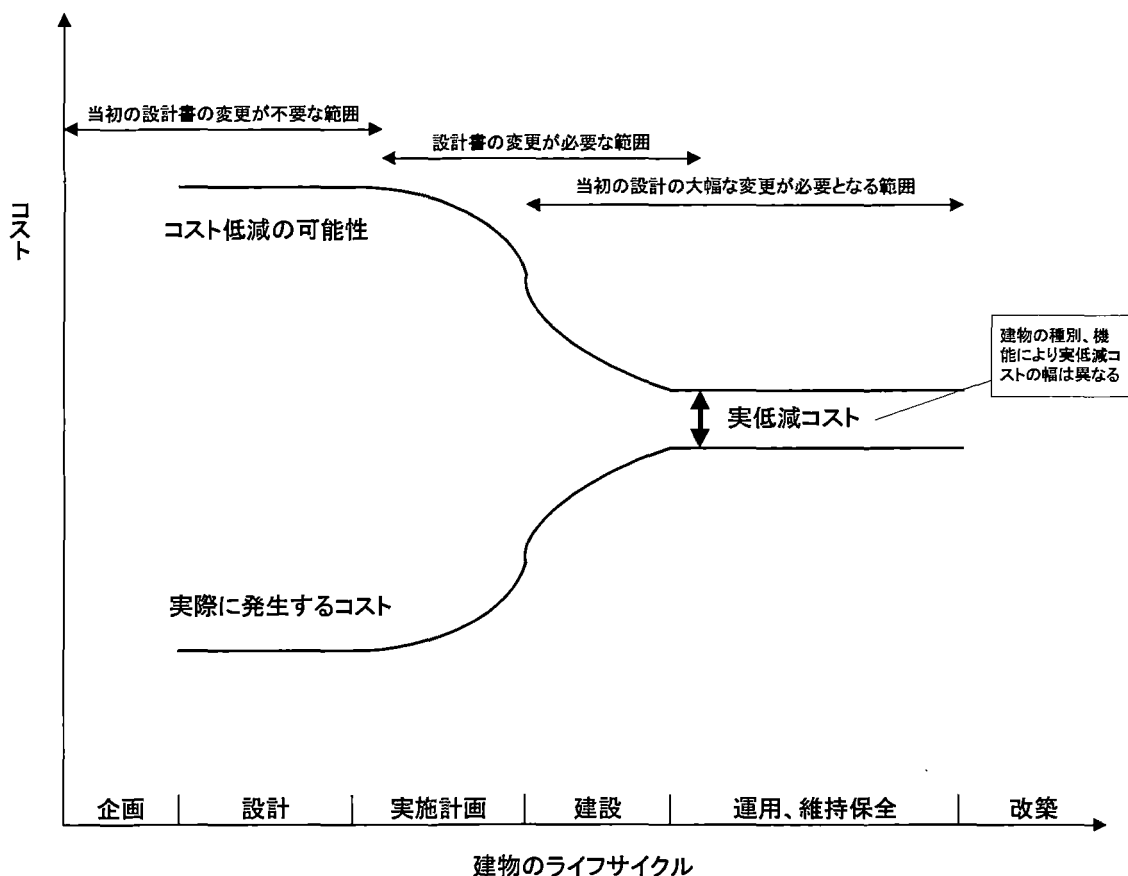 当初の設計書の変更が不要な範囲
設計書の変更が必要な範囲
当初の設計の大幅な変更が必要となる範囲
コスト
コスト低減の可能性
建物の種別、機
能により実低減コ
ストの幅は異なる
実低減コスト
実際に発生するコスト
企画
設計
実施計画
建設
運用、維持保全
改築
建物のライフサイクル